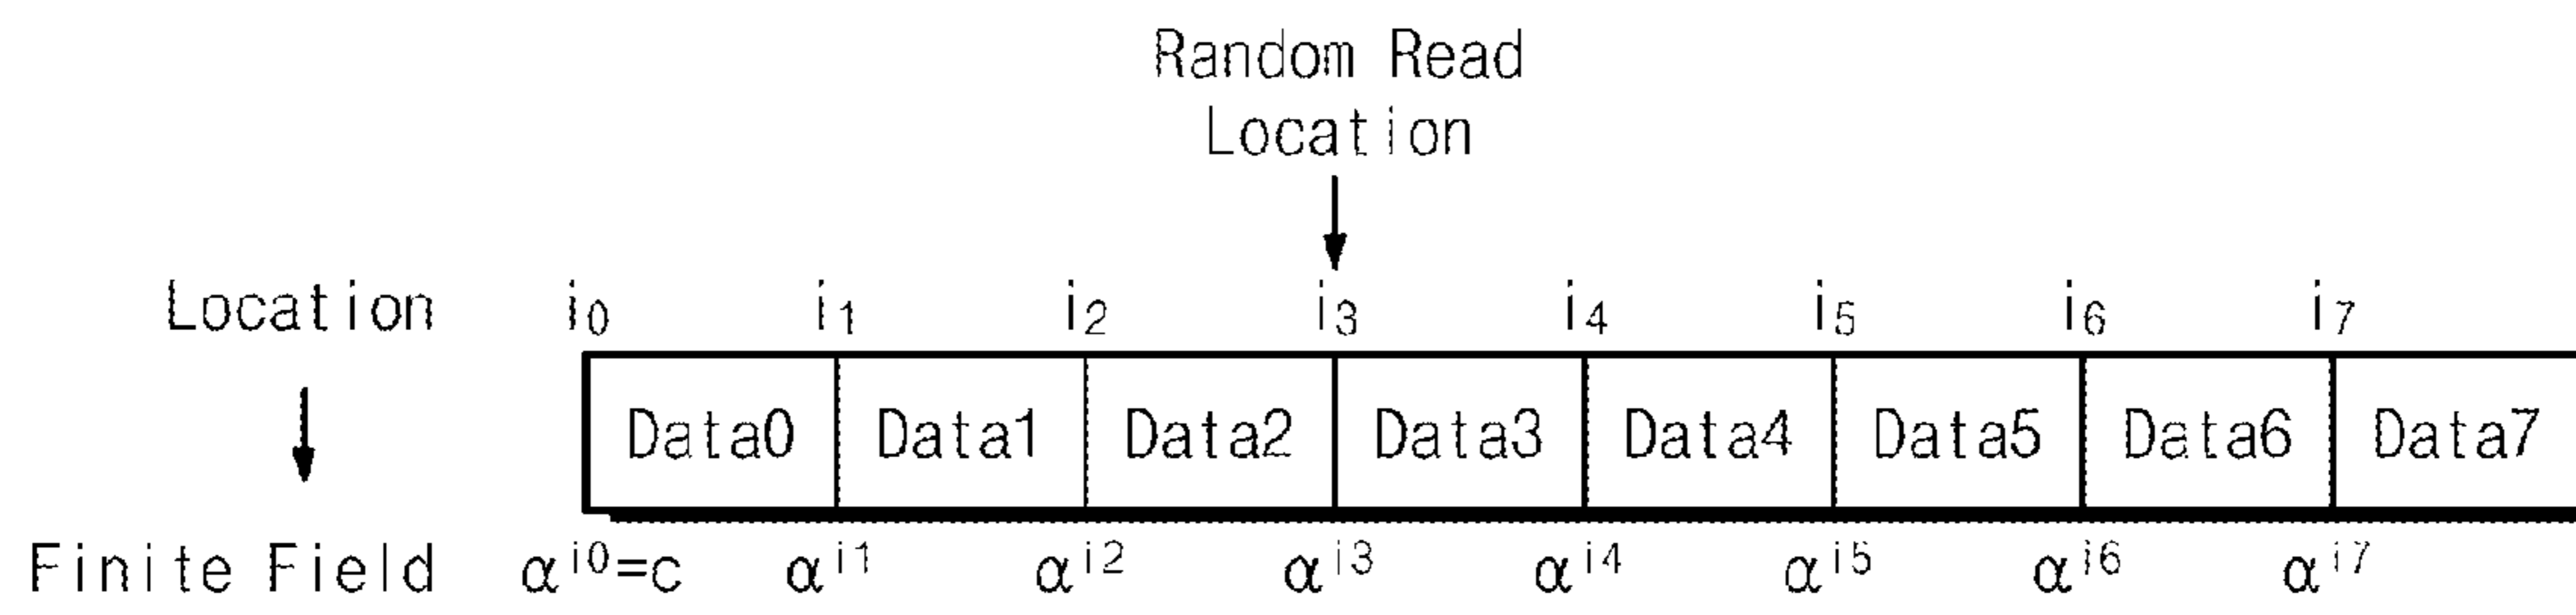 Random Read
Location
Location i₀ i₁ i₂ i₃ i₄ i₅ i₆ i₇
Data0 Data1 Data2 Data3 Data4 Data5 Data6 Data7
Finite Field αⁱ⁰=c αⁱ¹ αⁱ² αⁱ³ αⁱ⁴ αⁱ⁵ αⁱ⁶ αⁱ⁷